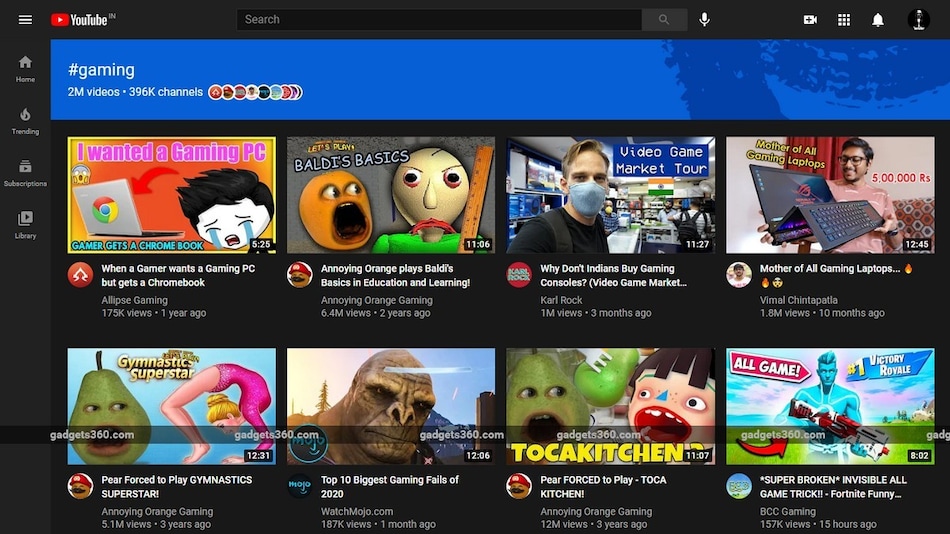 YouTube IN
Search
Home
Trending
Subscriptions
Library
#gaming
2M videos • 396K channels
I wanted a Gaming PC
GAMER GETS A CHROME BOOK
5:25
LET'S PLAY:
BALDI'S BASICS
11:06
Video Game
Market Tour
11:27
Mother of All
Gaming Laptops
5,00,000 Rs
12:45
When a Gamer wants a Gaming PC
but gets a Chromebook
Allipse Gaming
175K views • 1 year ago
Annoying Orange plays Baldi's
Basics in Education and Learning!
Annoying Orange Gaming
6.4M views • 2 years ago
KARL
ROCK
Why Don't Indians Buy Gaming
Consoles? (Video Game Market...
Karl Rock
1M views • 3 months ago
Mother of All Gaming Laptops... 🔥
🔥 🤯
Vimal Chintapatla
1.8M views • 10 months ago
LET'S PLAY
Gymnastics
Superstar
12:31
mojo
12:06
TOCAKITCHEN
11:07
ALL GAME!
#1 VICTORY
ROYALE
8:02
gadgets360.com gadgets360.com gadgets360.com gadgets360.com gadgets360.com
Pear Forced to Play GYMNASTICS
SUPERSTAR!
Annoying Orange Gaming
5.1M views • 3 years ago
mojo
Top 10 Biggest Gaming Fails of
2020
WatchMojo.com
187K views • 1 month ago
Pear FORCED to Play - TOCA
KITCHEN!
Annoying Orange Gaming
12M views • 3 years ago
BCC
*SUPER BROKEN* INVISIBLE ALL
GAME TRICK!! - Fortnite Funny...
BCC Gaming
157K views • 15 hours ago